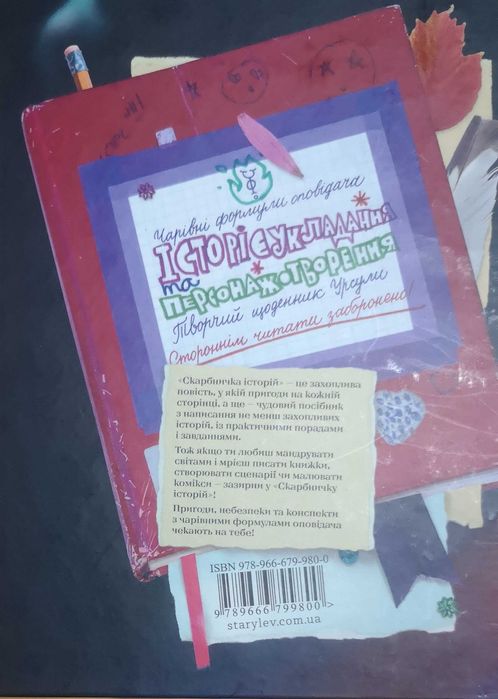 Чарівні формули оповідача
ІСТОРІЄУКЛАДАННЯ
та
ПЕРСОНАЖОТВОРЕННЯ
Творчий щоденник Урсули
Стороннім читати заборонено!
«Скарбничка історій» — це захоплива
повість, у якій пригоди на кожній
сторінці, а ще — чудовий посібник
з написання не менш захопливих
історій, із практичними порадами
і завданнями.
Тож якщо ти любиш мандрувати
світами і мрієш писати книжки,
створювати сценарії чи малювати
комікси — зазирни у «Скарбничку
історій»!
Пригоди, небезпеки та конспекти
з чарівними формулами оповідача
чекають на тебе!
ISBN 978-966-679-980-0
9 789666 799800 >
starylev.com.ua